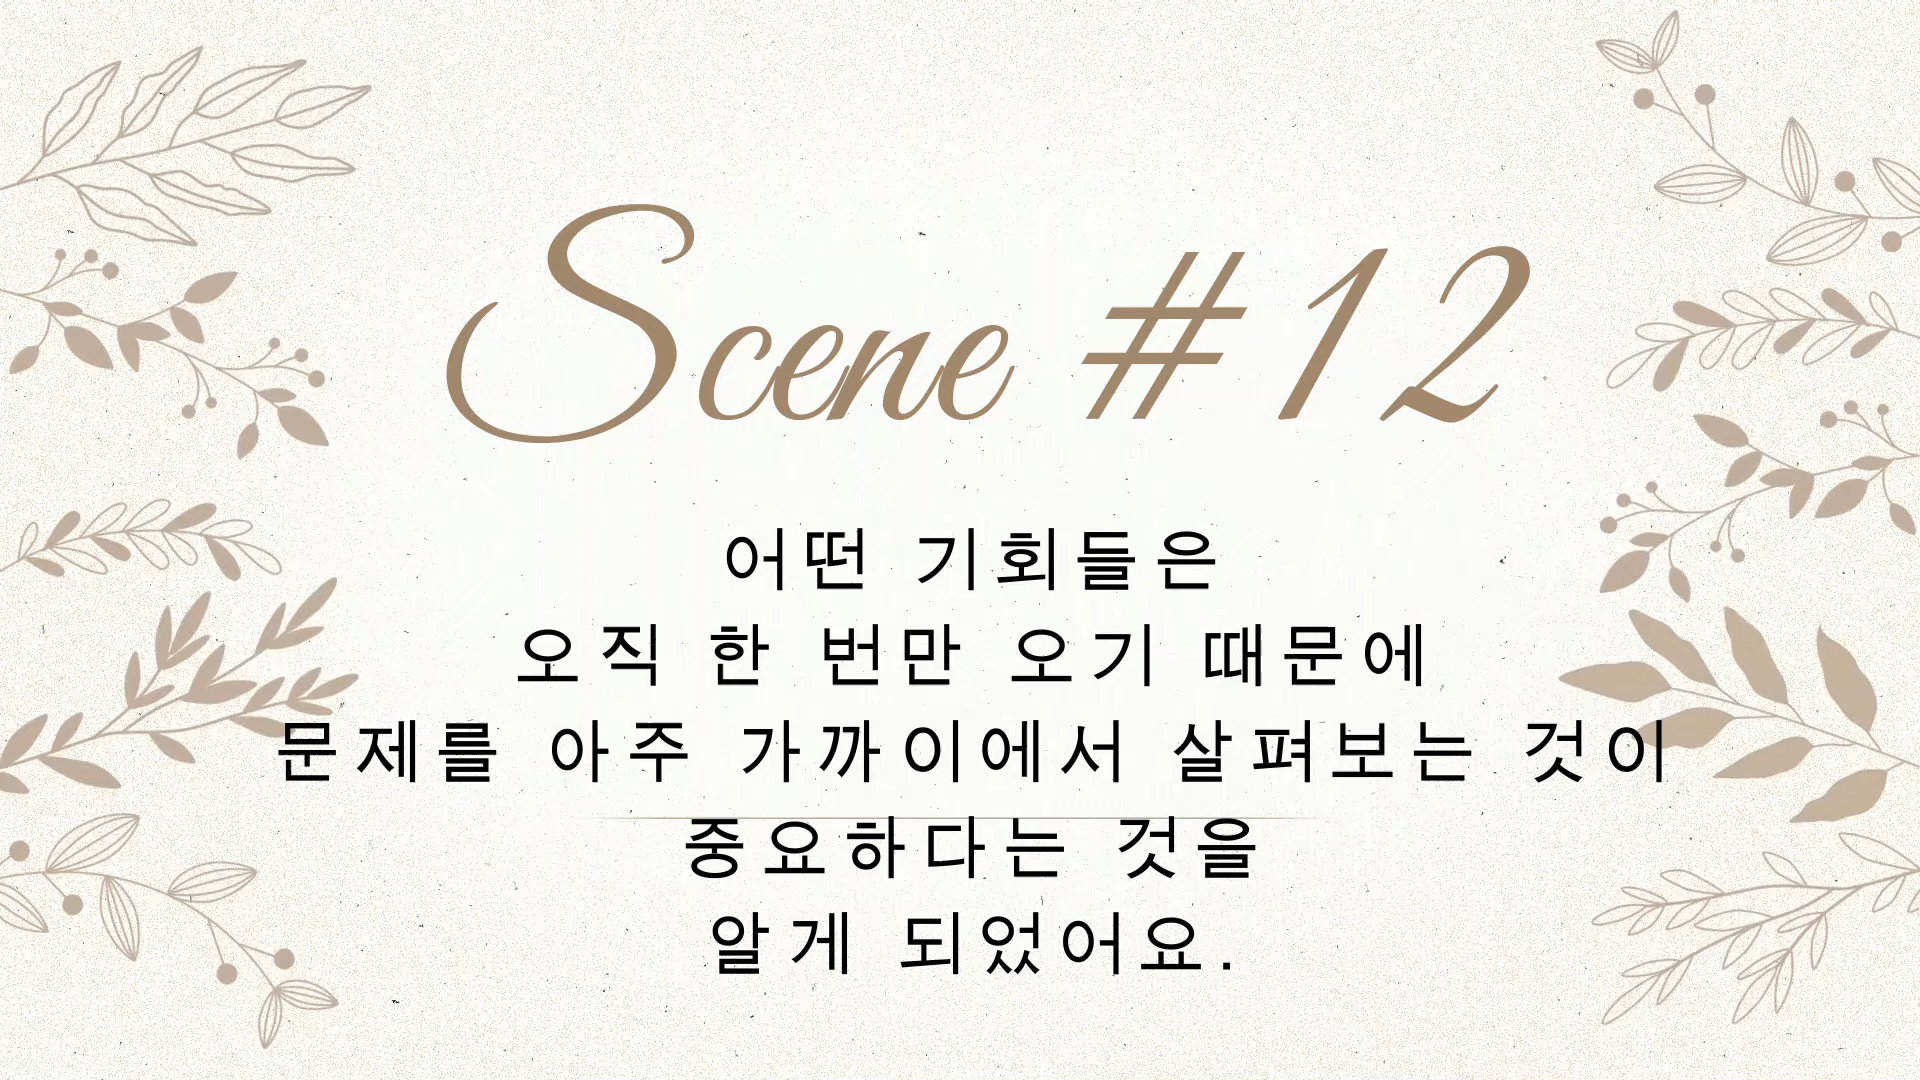 Scene #12
어떤 기회들은
오직 한 번만 오기 때문에
문제를 아주 가까이에서 살펴보는 것이
중요하다는 것을
알게 되었어요.